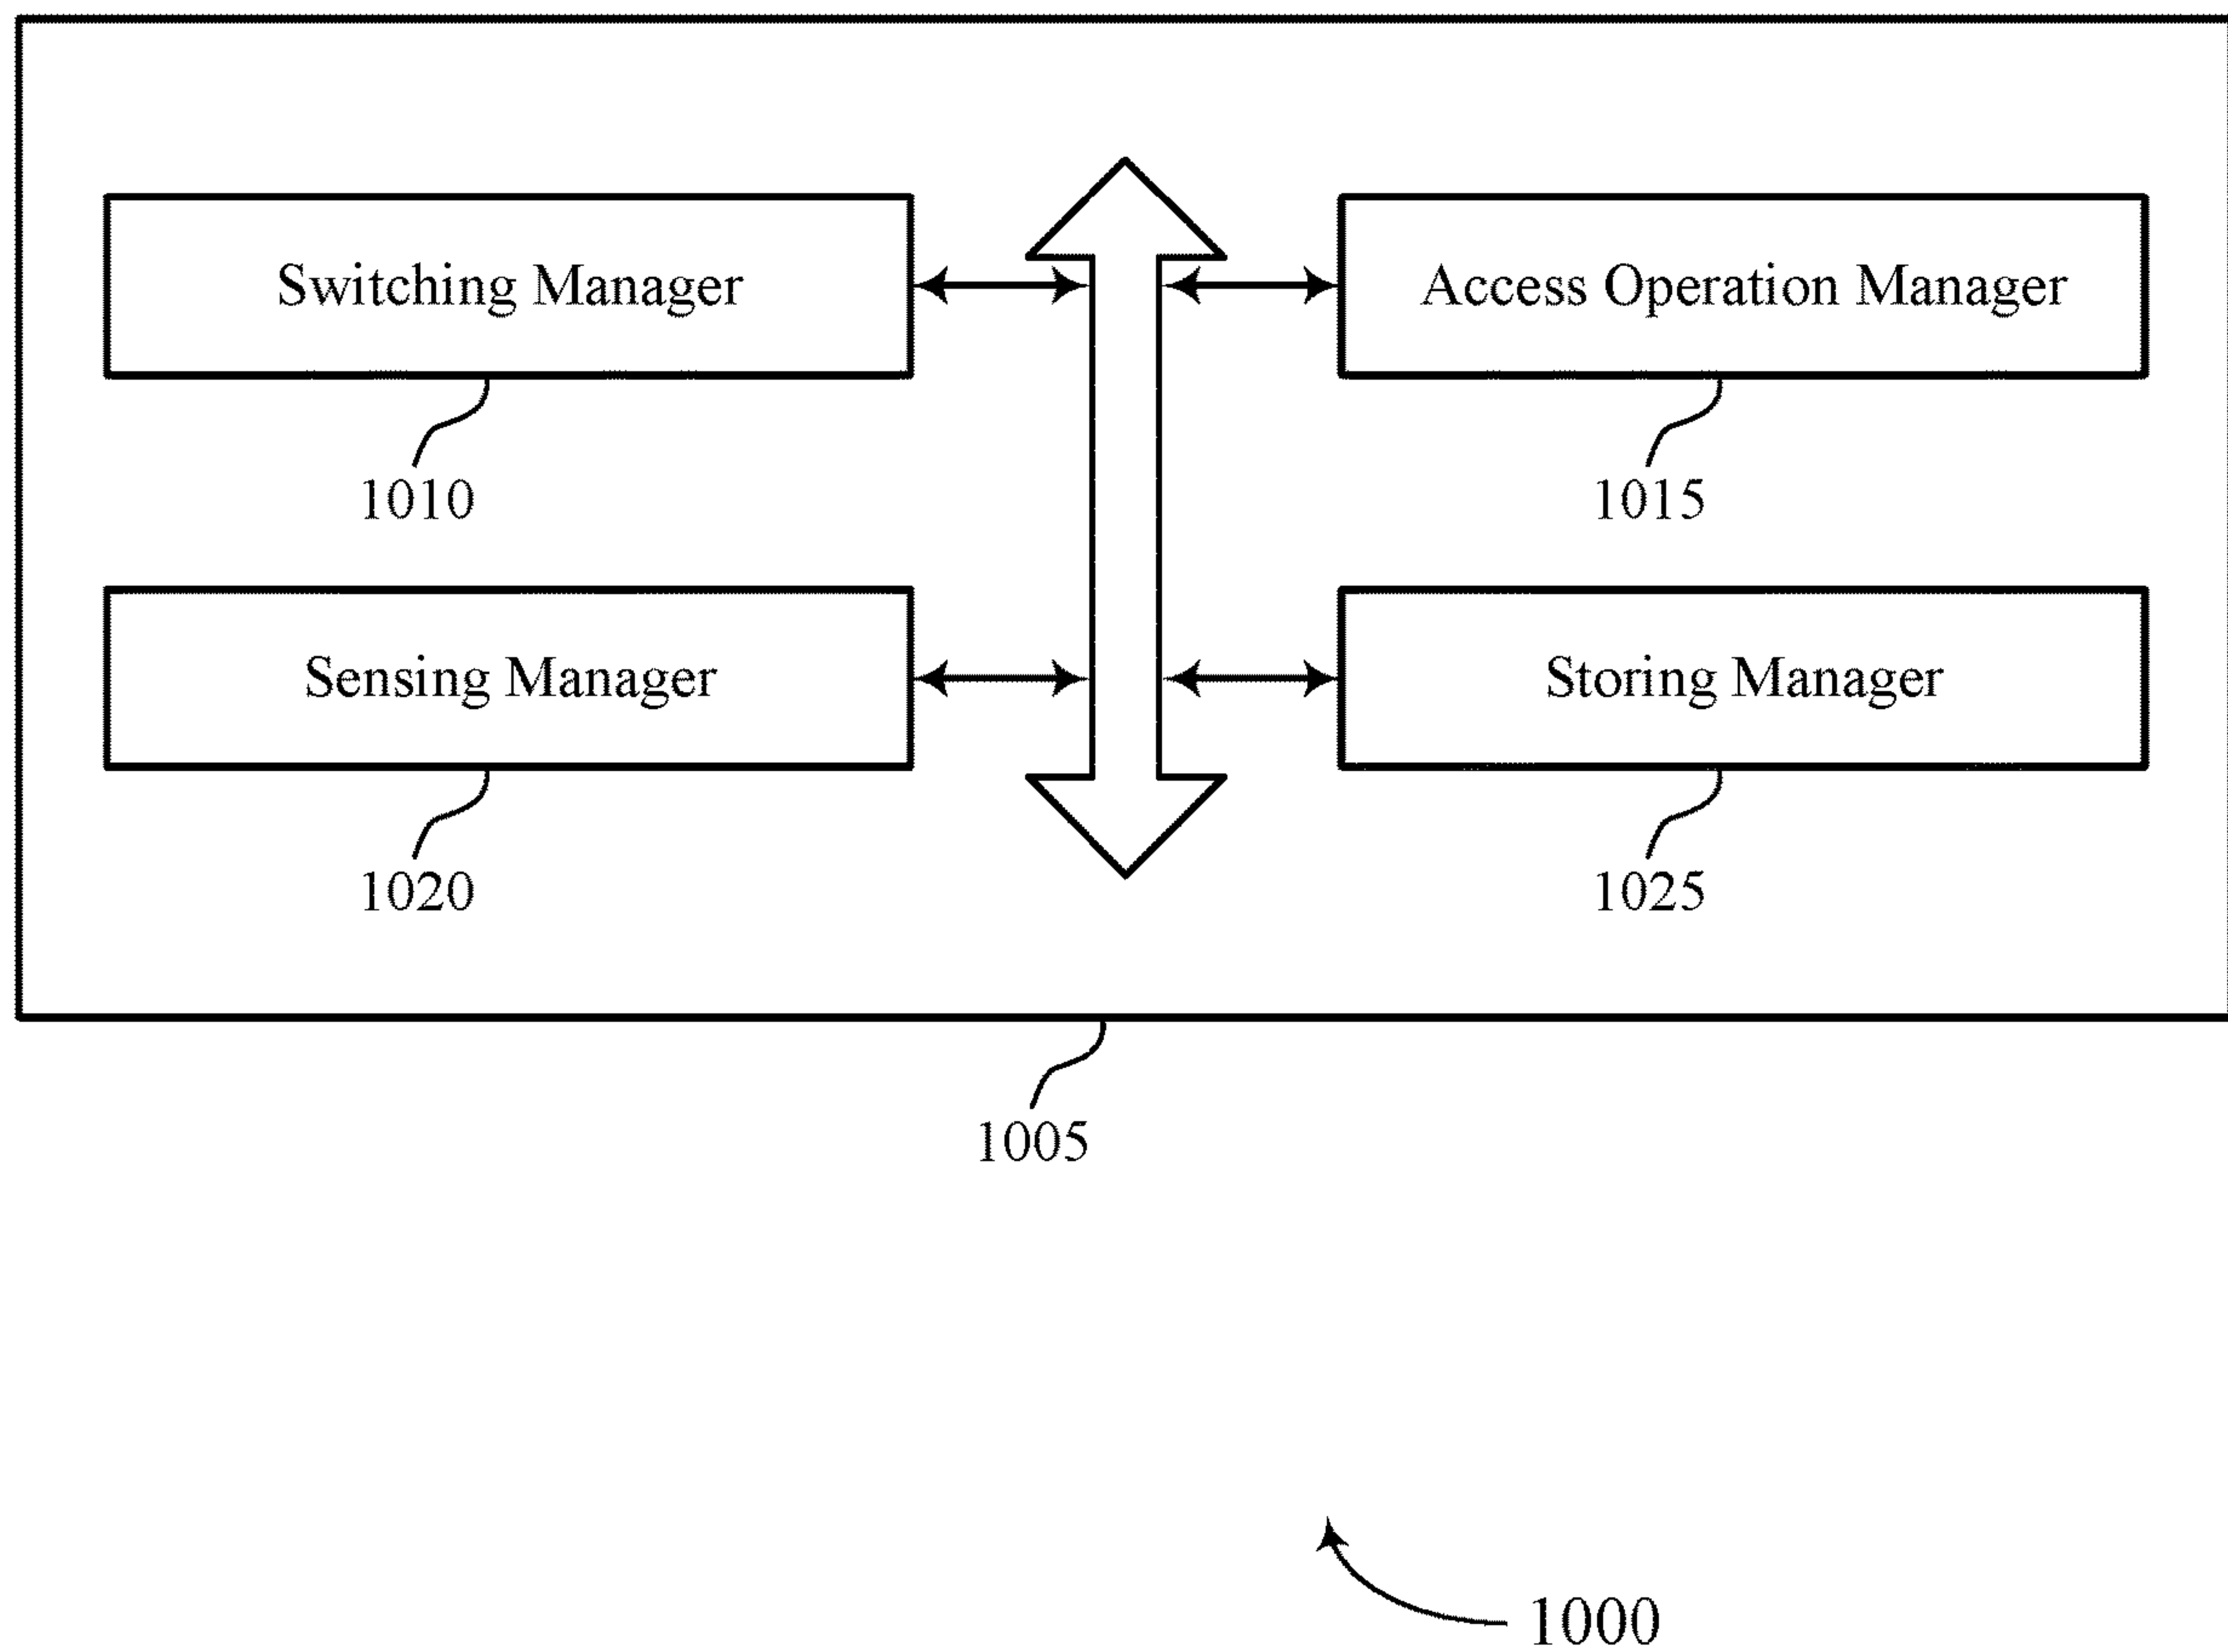 Switching Manager
Access Operation Manager
1010
1015
Sensing Manager
Storing Manager
1020
1025
1005
1000